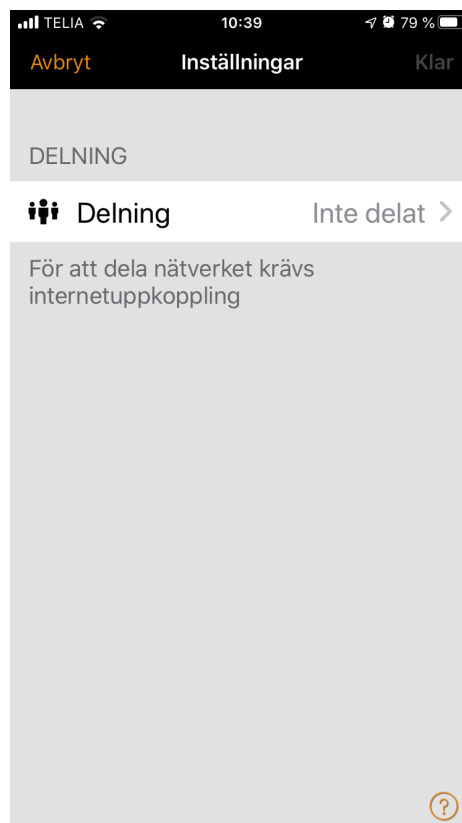 TELIA 10:39 79 %
Avbryt Inställningar Klar
DELNING
Delning Inte delat
För att dela nätverket krävs
internetuppkoppling
?